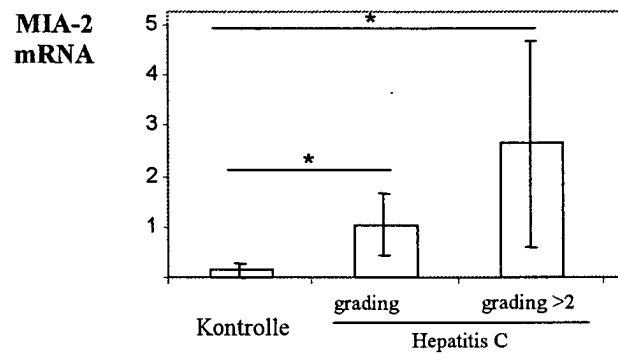 MIA-2
mRNA
5
4
3
2
1
*
*
grading
grading >2
Kontrolle
Hepatitis C